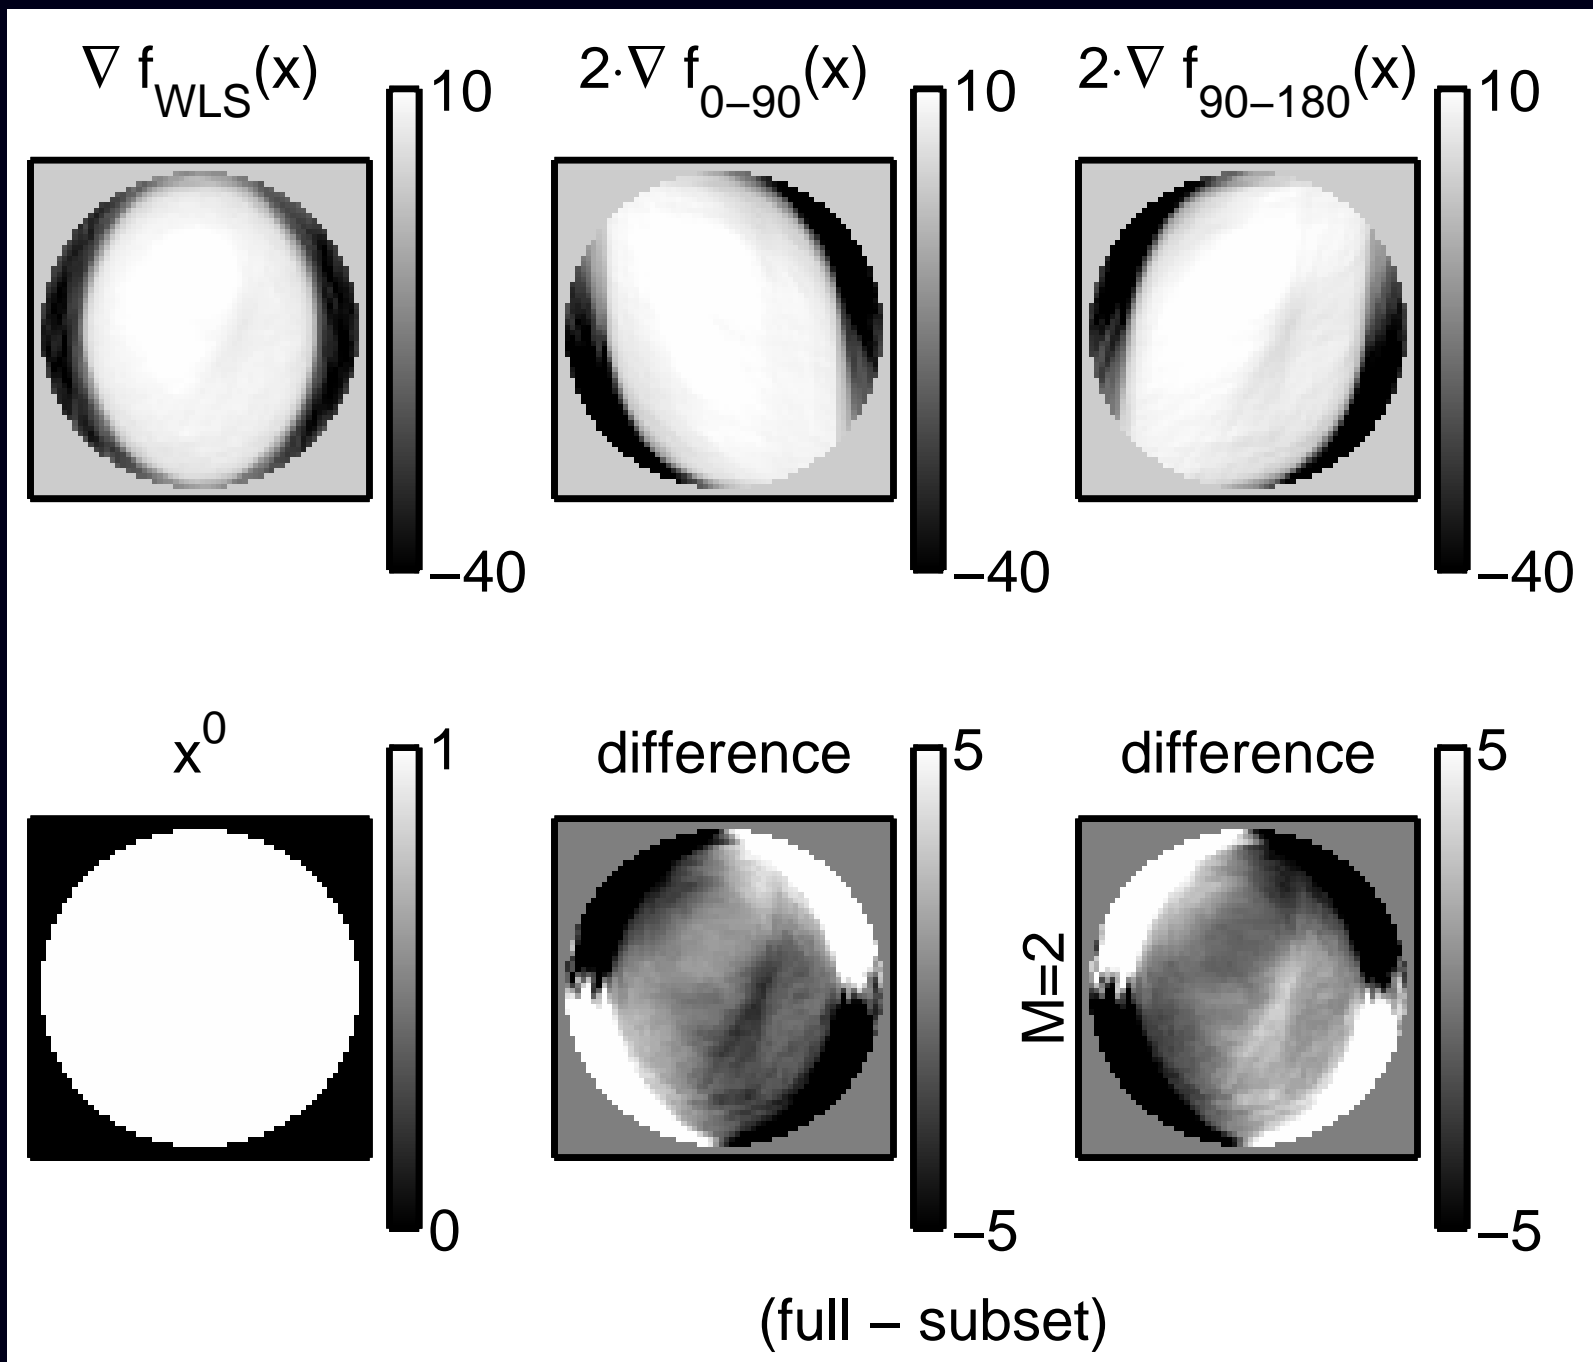 ∇ f_WLS(x)
10
−40
2·∇ f_0−90(x)
10
−40
2·∇ f_90−180(x)
10
−40
x^0
1
0
difference
5
−5
M=2
difference
5
−5
(full − subset)